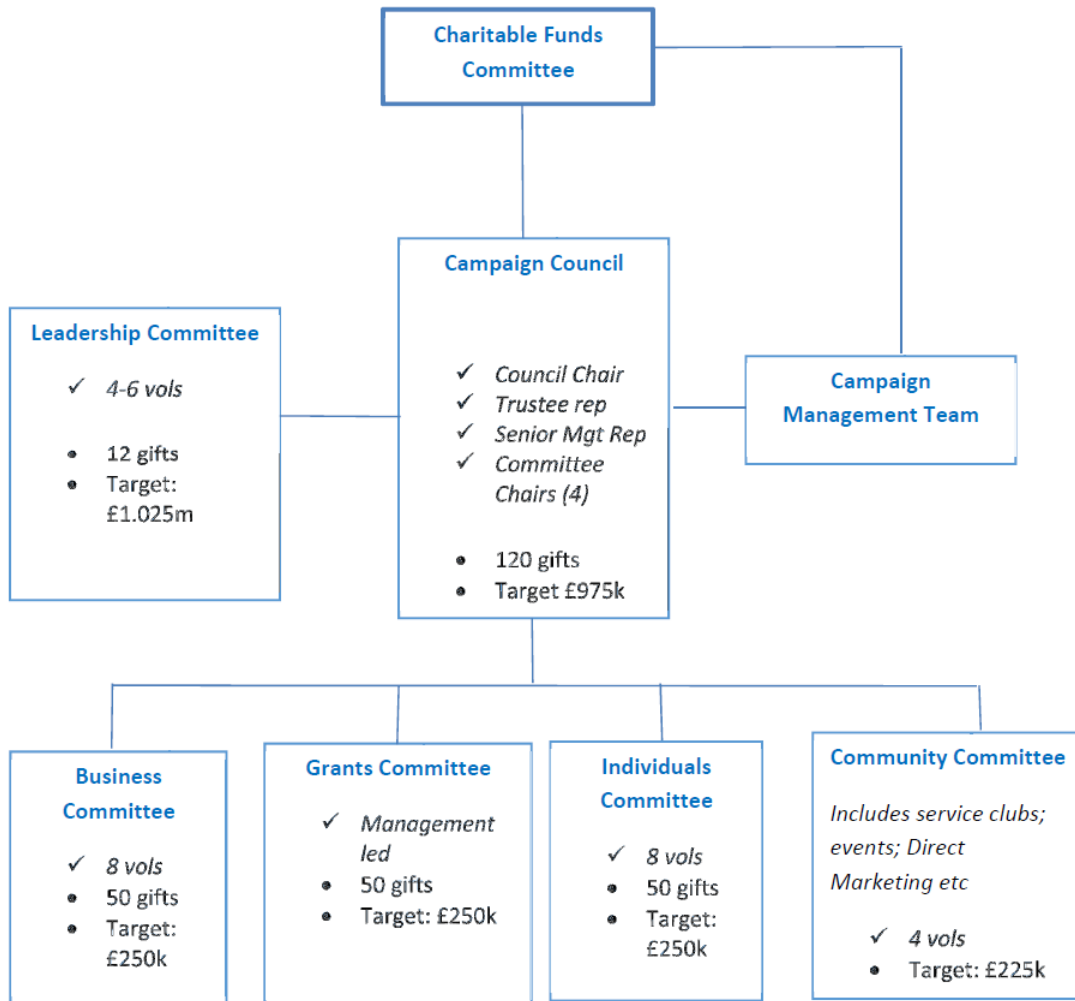 Charitable Funds
Committee
Campaign Council
✓ Council Chair
✓ Trustee rep
✓ Senior Mgt Rep
✓ Committee
Chairs (4)
• 120 gifts
• Target £975k
Leadership Committee
✓ 4-6 vols
• 12 gifts
• Target:
£1.025m
Campaign
Management Team
Business
Committee
✓ 8 vols
• 50 gifts
• Target:
£250k
Grants Committee
✓ Management
led
• 50 gifts
• Target: £250k
Individuals
Committee
✓ 8 vols
• 50 gifts
• Target:
£250k
Community Committee
Includes service clubs;
events; Direct
Marketing etc
✓ 4 vols
• Target: £225k